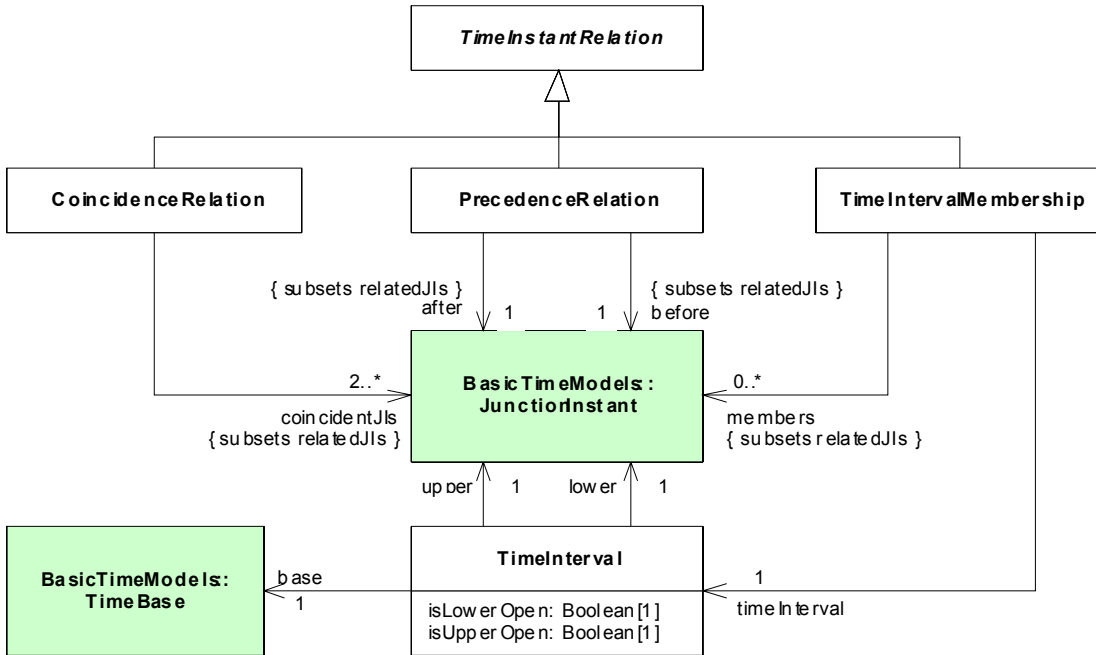 TimeInstantRelation
CoincidenceRelation
PrecedenceRelation
TimeIntervalMembership
{ subsets relatedJIs }
after
1
{ subsets relatedJIs }
before
1
2..*
coincidentJIs
{ subsets relatedJIs }
BasicTimeModels::
JunctionInstant
0..*
members
{ subsets relatedJIs }
upper
1
lower
1
BasicTimeModels::
TimeBase
base
1
TimeInterval
isLowerOpen: Boolean[1]
isUpperOpen: Boolean[1]
1
timeInterval